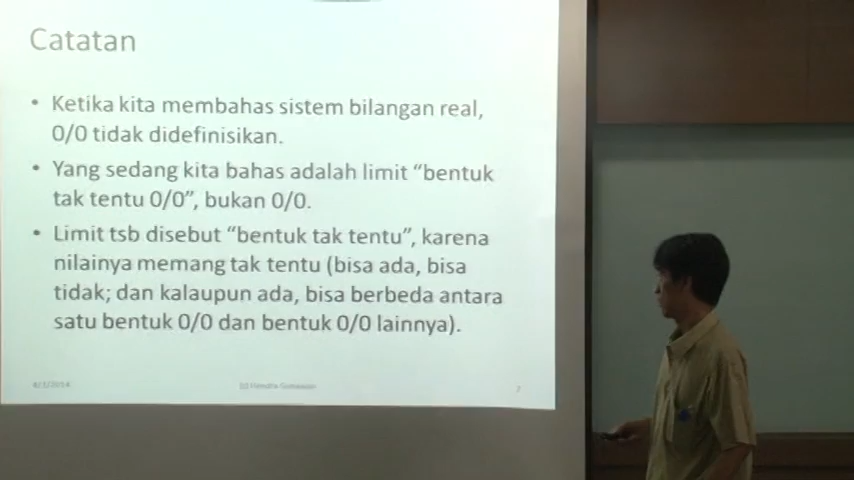 Catatan
• Ketika kita membahas sistem bilangan real,
0/0 tidak didefinisikan.
• Yang sedang kita bahas adalah limit “bentuk
tak tentu 0/0”, bukan 0/0.
• Limit tsb disebut “bentuk tak tentu”, karena
nilainya memang tak tentu (bisa ada, bisa
tidak; dan kalaupun ada, bisa berbeda antara
satu bentuk 0/0 dan bentuk 0/0 lainnya).
(c) Hendra Gunawan